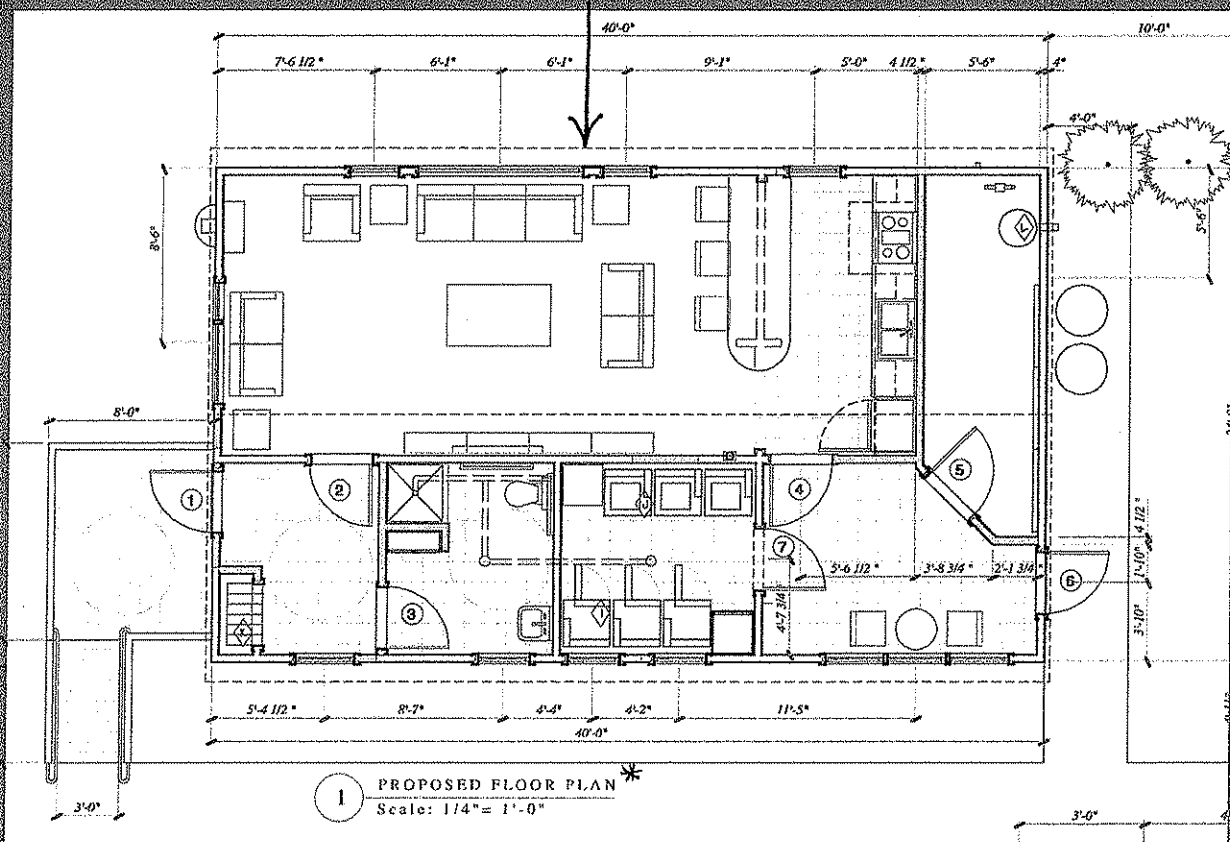 40'-0" 10'-0"
7'-6 1/2" 6'-1" 6'-1" 9'-1" 5'-0" 4 1/2" 5'-6" 4"
4'-0"
8'-6"
5'-6"
8'-0"
1 2 3 4 5 6 7
4 1/2"
1'-10"
3'-10"
5'-6 1/2" 3'-8 3/4" 2'-1 3/4"
4'-7 3/4"
5'-4 1/2" 8'-7" 4'-4" 4'-2" 11'-5"
40'-0"
1 PROPOSED FLOOR PLAN *
Scale: 1/4"= 1'-0"
3'-0"
3'-0"